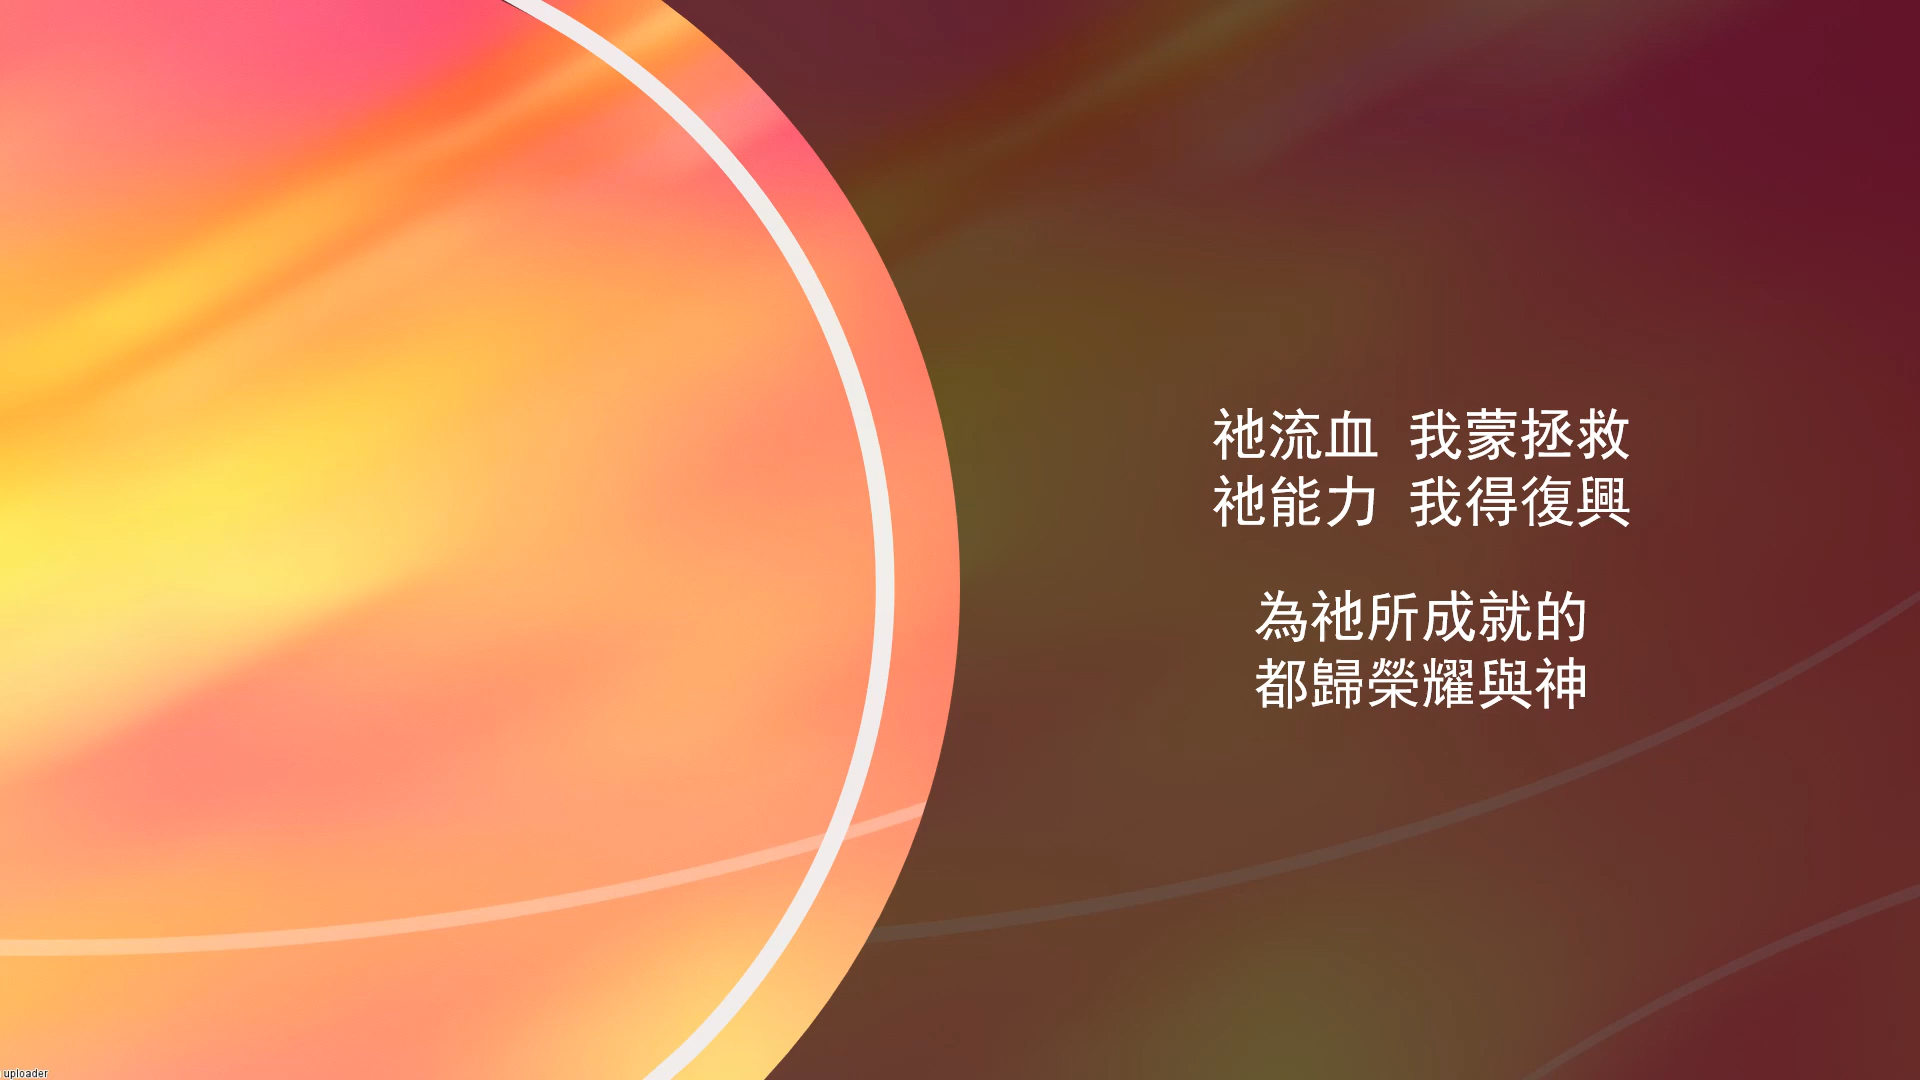 祂流血 我蒙拯救
祂能力 我得復興
為祂所成就的
都歸榮耀與神
uploader